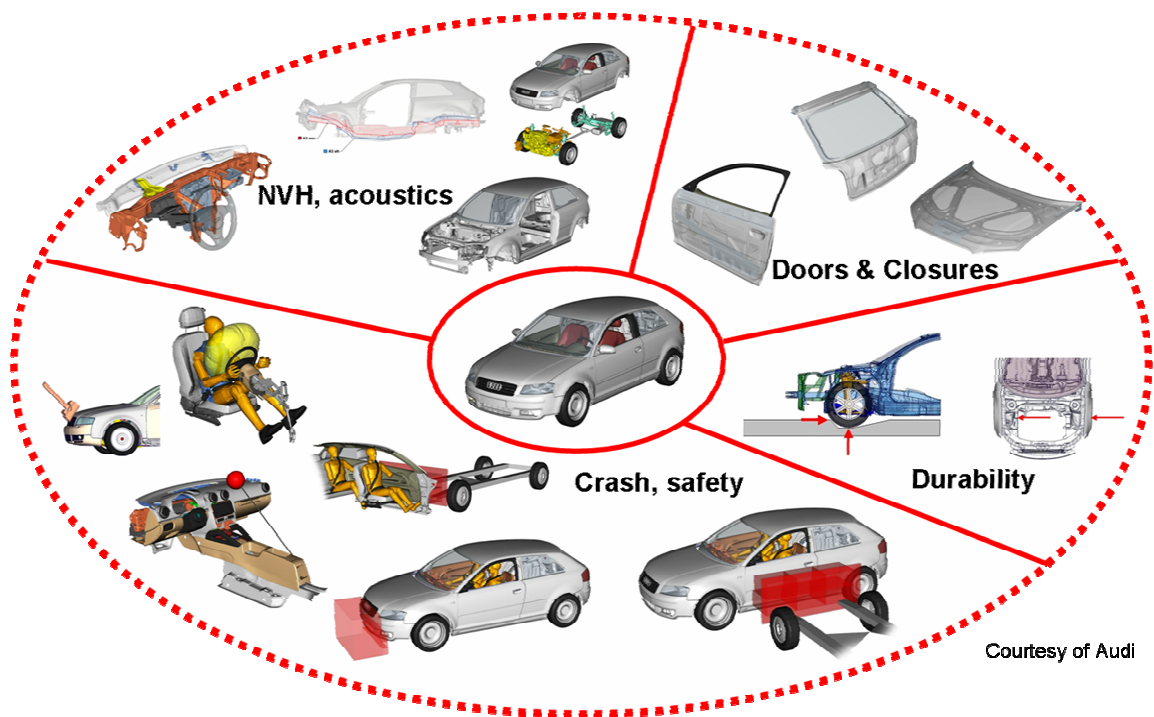 NVH, acoustics
Doors & Closures
Crash, safety
Durability
Courtesy of Audi